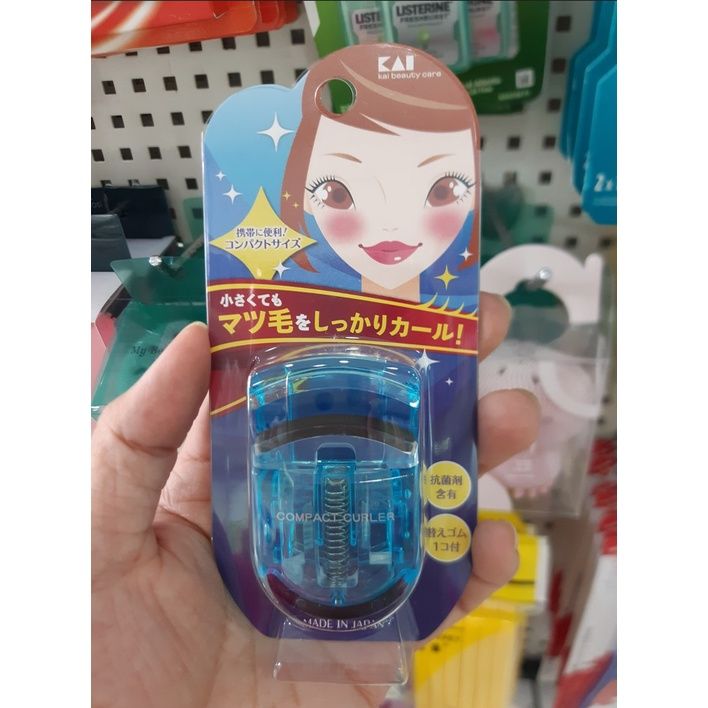 LISTERINE
FRESHBURST
LISTERINE
KAI
kai beauty care
携帯に便利!
コンパクトサイズ
小さくても
マツ毛をしっかりカール!
抗菌剤
含有
替えゴム
1コ付
COMPACT CURLER
MADE IN JAPAN